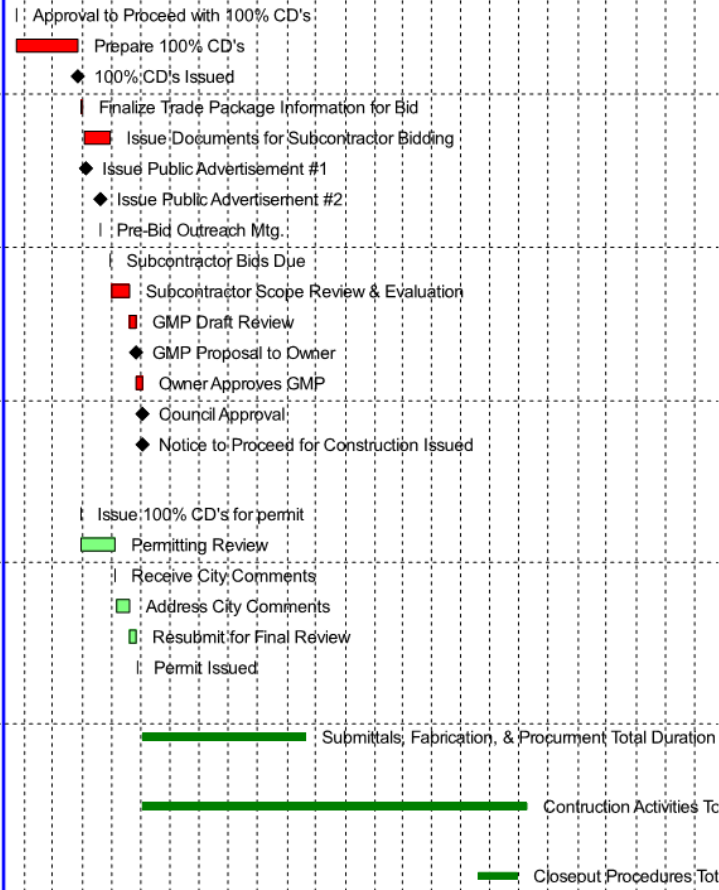 Approval to Proceed with 100% CD's
Prepare 100% CD's
100% CD's Issued
Finalize Trade Package Information for Bid
Issue Documents for Subcontractor Bidding
Issue Public Advertisement #1
Issue Public Advertisement #2
Pre-Bid Outreach Mtg.
Subcontractor Bids Due
Subcontractor Scope Review & Evaluation
GMP Draft Review
GMP Proposal to Owner
Owner Approves GMP
Council Approval
Notice to Proceed for Construction Issued
Issue 100% CD's for permit
Permitting Review
Receive City Comments
Address City Comments
Resubmit for Final Review
Permit Issued
Submittals, Fabrication, & Procurment Total Duration
Contruction Activities To
Closeput Procedures Tot